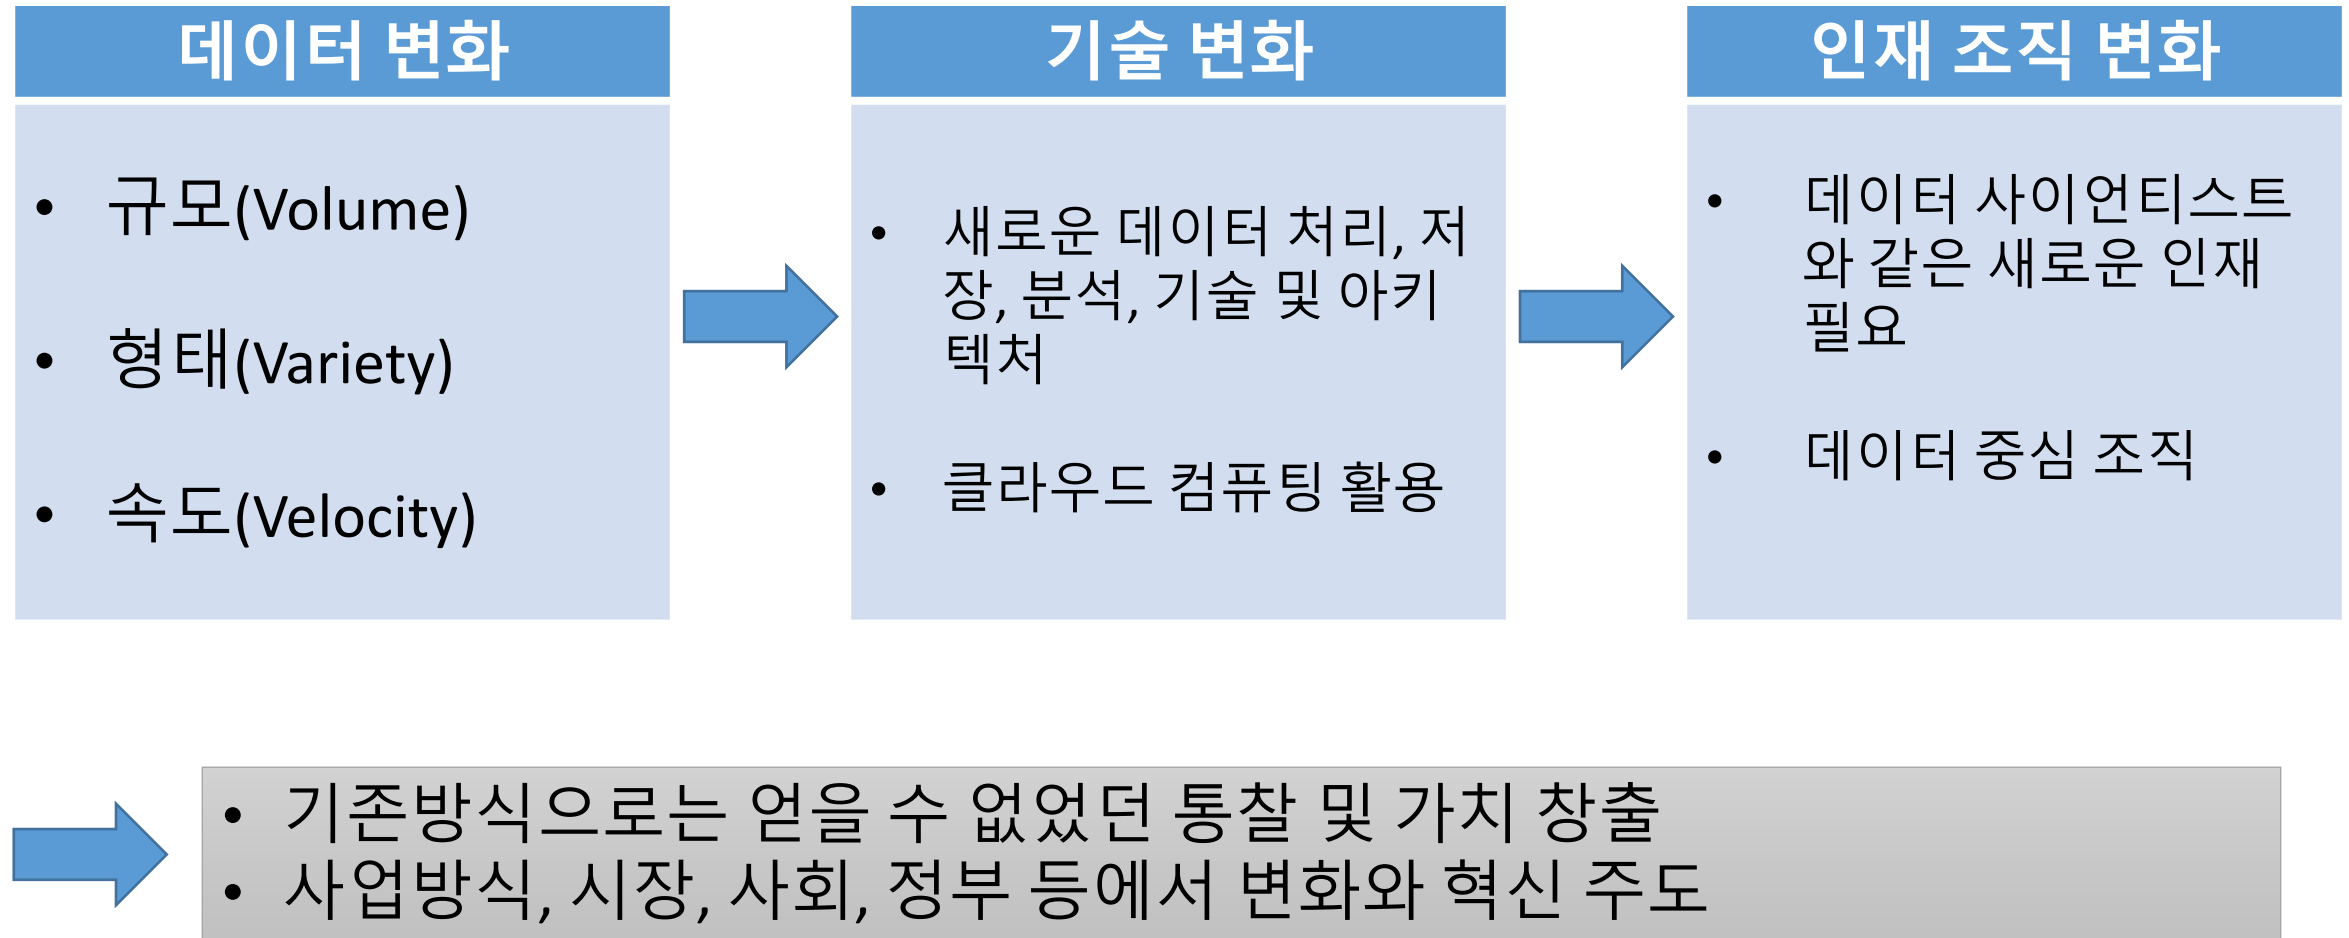 데이터 변화
• 규모(Volume)
• 형태(Variety)
• 속도(Velocity)
기술 변화
• 새로운 데이터 처리, 저
장, 분석, 기술 및 아키
텍처
• 클라우드 컴퓨팅 활용
인재 조직 변화
• 데이터 사이언티스트
와 같은 새로운 인재
필요
• 데이터 중심 조직
• 기존방식으로는 얻을 수 없었던 통찰 및 가치 창출
• 사업방식, 시장, 사회, 정부 등에서 변화와 혁신 주도